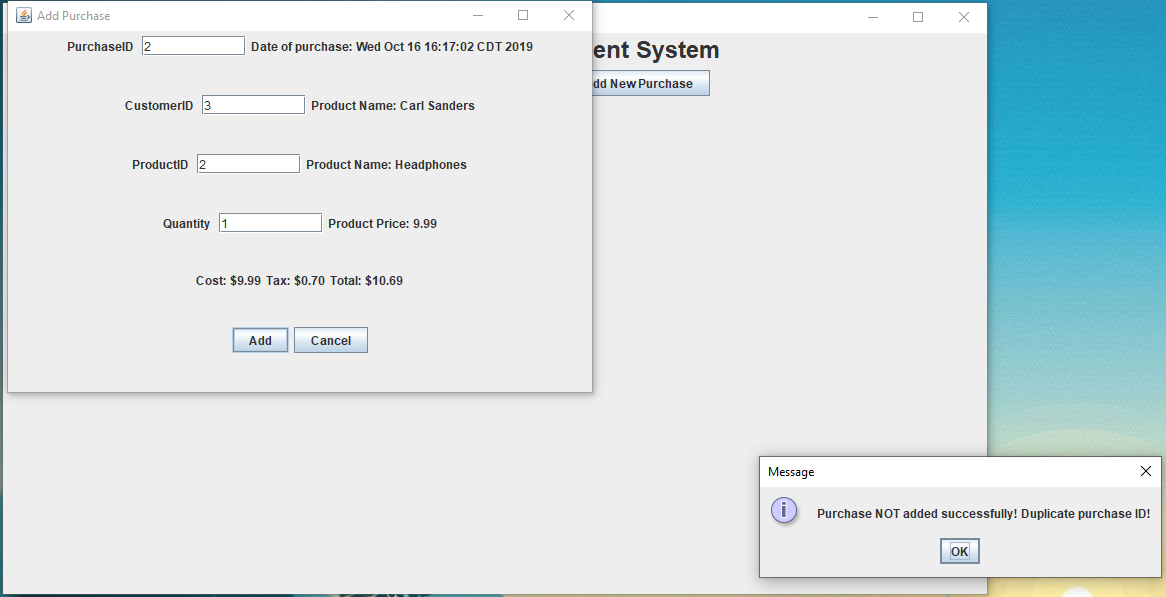 Add Purchase
PurchaseID 2 Date of purchase: Wed Oct 16 16:17:02 CDT 2019
CustomerID 3 Product Name: Carl Sanders
ProductID 2 Product Name: Headphones
Quantity 1 Product Price: 9.99
Cost: $9.99 Tax: $0.70 Total: $10.69
Add Cancel
ent System
dd New Purchase
Message
Purchase NOT added successfully! Duplicate purchase ID!
OK